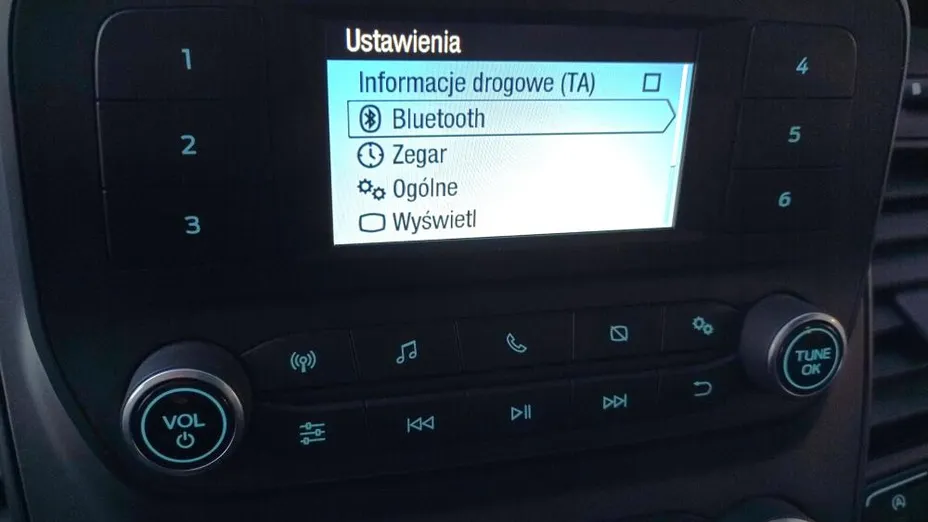 Ustawienia
Informacje drogowe (TA)
Bluetooth
Zegar
Ogólne
Wyświetl
1
2
3
4
5
6
VOL
TUNE
OK
A